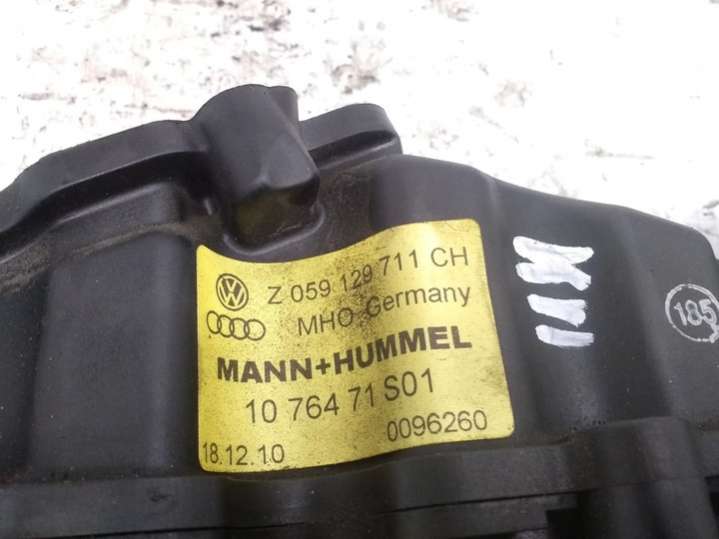 Z 059 129 711 CH
MHO Germany
MANN+HUMMEL
10 764 71 S01
18.12.10 0096260
185